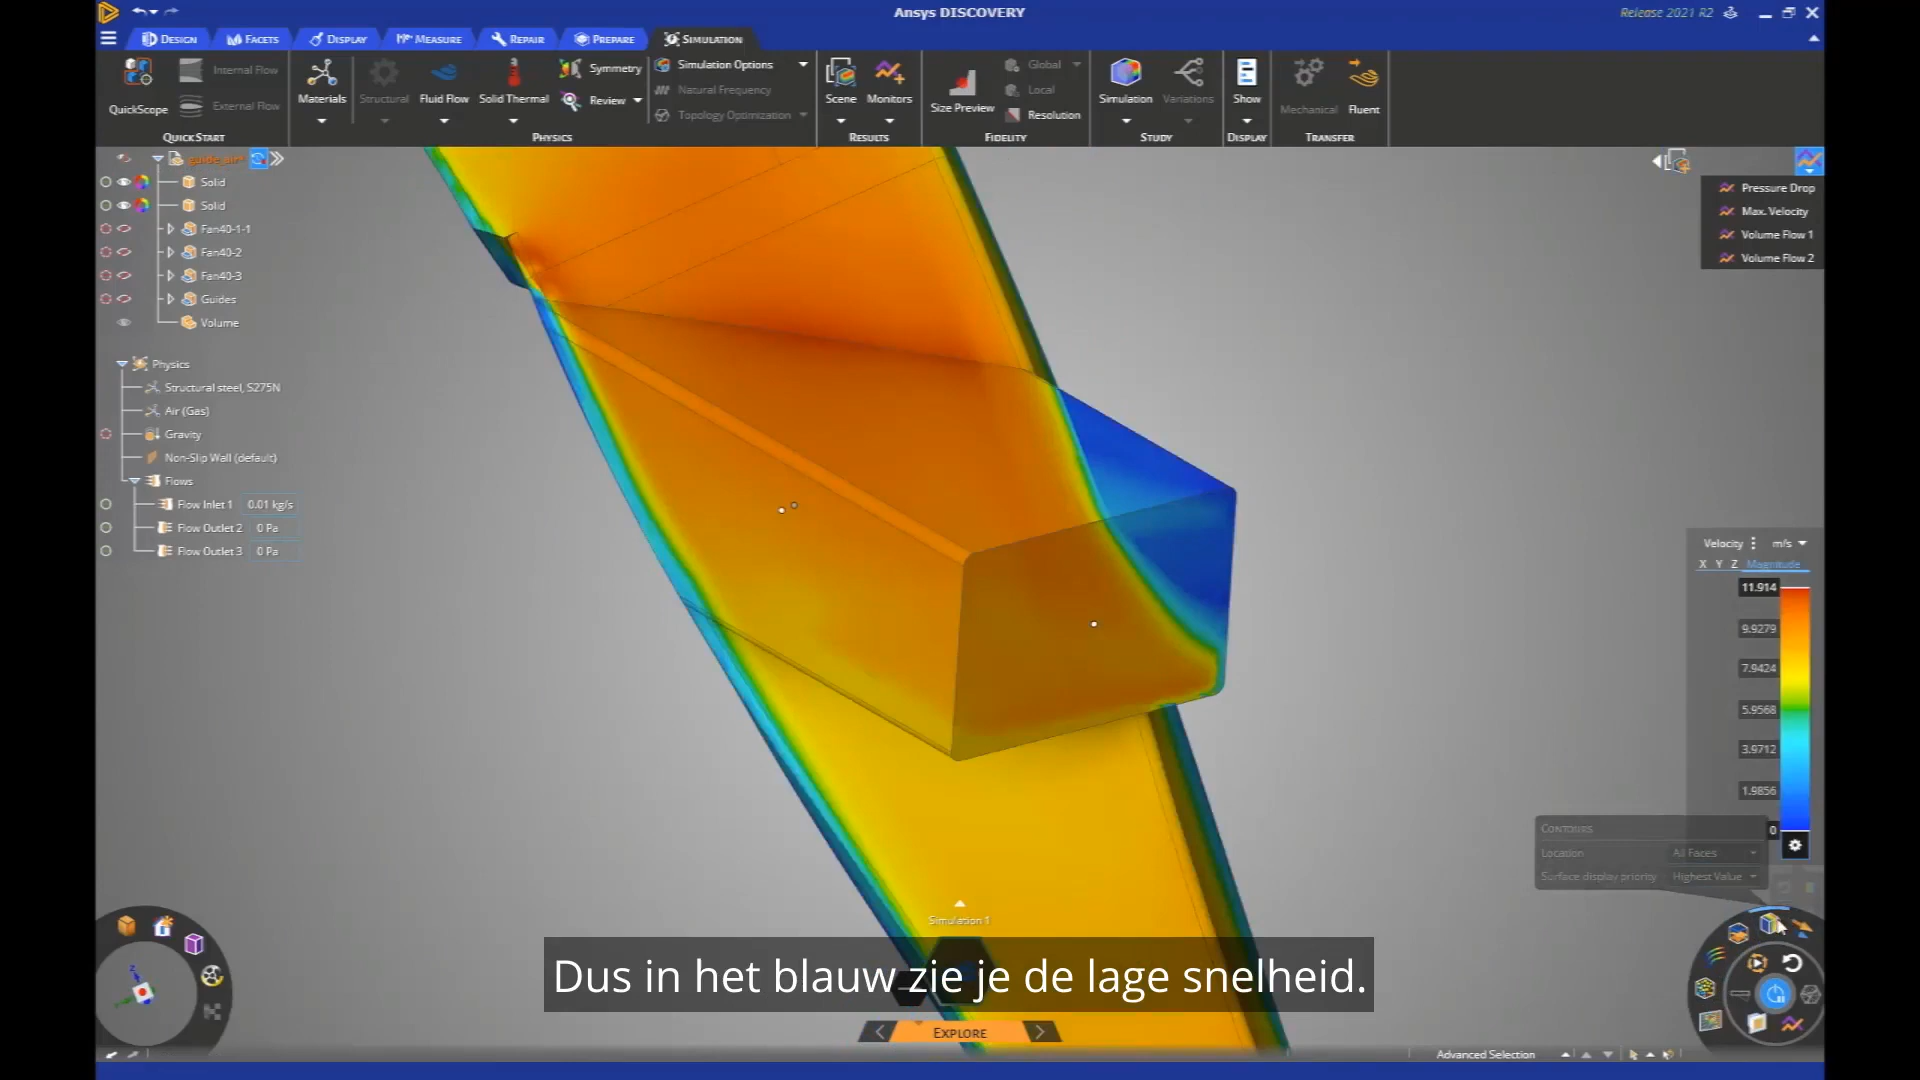 Ansys DISCOVERY
Release 2021 R2
DESIGN
FACETS
DISPLAY
MEASURE
REPAIR
PREPARE
SIMULATION
QuickScope
Internal Flow
External Flow
QUICK START
Materials
Structural
Fluid Flow
Solid Thermal
Symmetry
Review
Simulation Options
Natural Frequency
Topology Optimization
PHYSICS
Scene
Monitors
RESULTS
Size Preview
Global
Local
Resolution
FIDELITY
Simulation
Variations
STUDY
Show
DISPLAY
Mechanical
Fluent
TRANSFER
guide_air*
Solid
Solid
Fan40-1-1
Fan40-2
Fan40-3
Guides
Volume
Physics
Structural steel, S275N
Air (Gas)
Gravity
Non-Slip Wall (default)
Flows
Flow Inlet 1 0.01 kg/s
Flow Outlet 2 0 Pa
Flow Outlet 3 0 Pa
Pressure Drop
Max. Velocity
Volume Flow 1
Volume Flow 2
Velocity m/s
X Y Z Magnitude
11.914
9.9279
7.9424
5.9568
3.9712
1.9856
0
CONTOURS
Location All Faces
Surface display priority Highest Value
Z
Simulation 1
Dus in het blauw zie je de lage snelheid.
EXPLORE
Advanced Selection